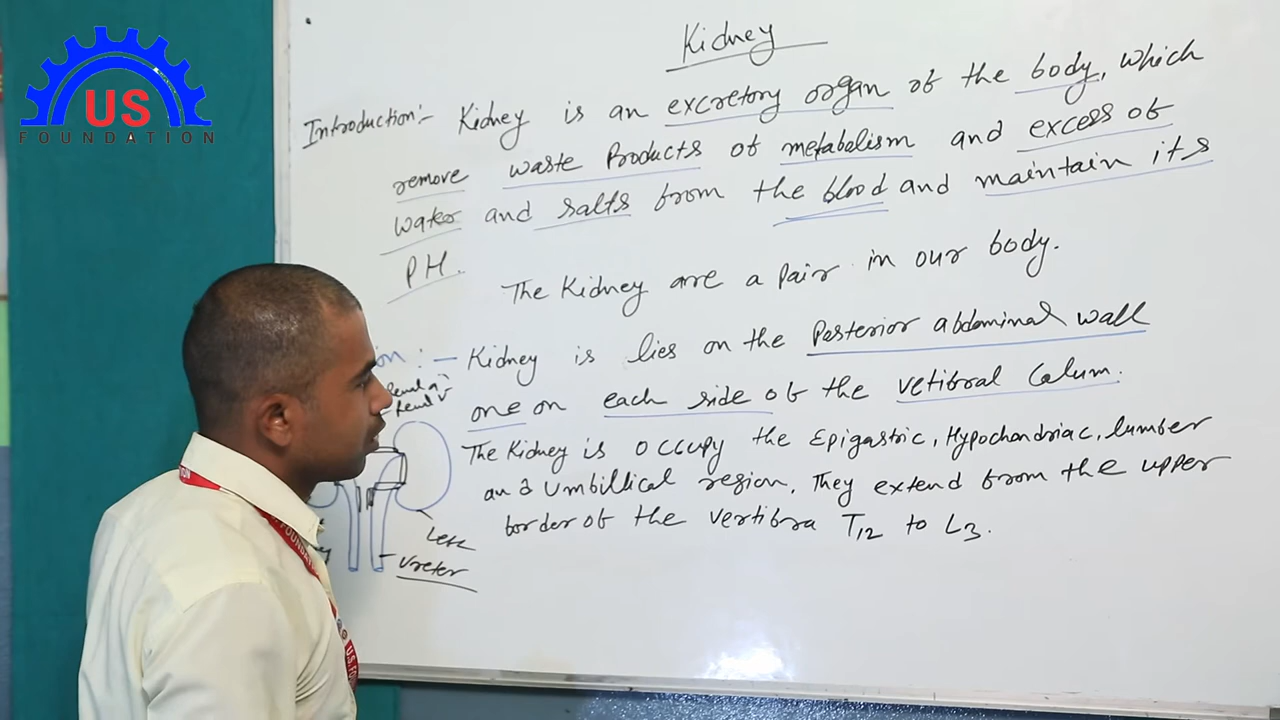 US
FOUNDATION
Kidney
Introduction:- Kidney is an excretory organ of the body, which
remove waste Products of metabalism and excess of
water and salts from the blood and maintain its
PH.
The Kidney are a pair in our body.
on :- Kidney is lies on the Posterior abdominal wall
one on each side of the vetibral Calum.
Renal a
Renal v
The Kidney is occupy the Epigastric, Hypochondriac, lumber
and Umbillical region. They extend from the upper
border of the vertibra T12 to L3.
Ureter